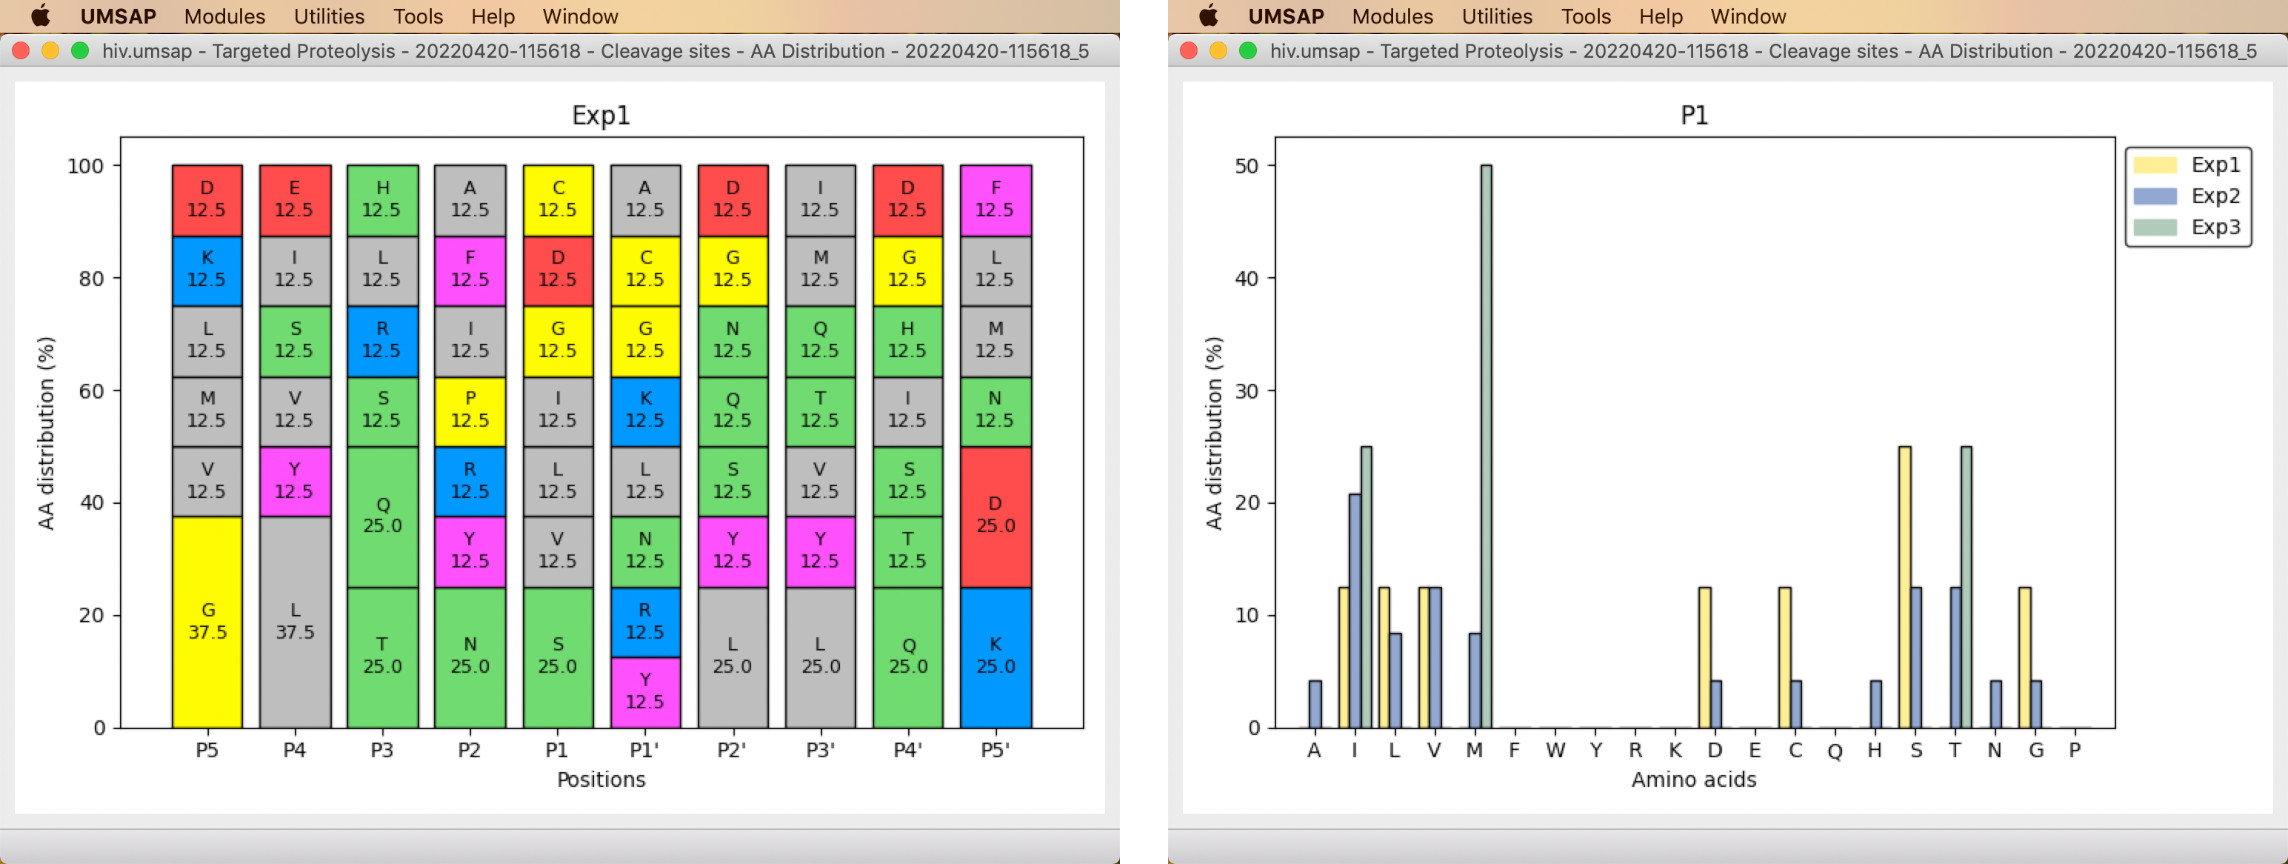 UMSAP Modules Utilities Tools Help Window
hiv.umsap - Targeted Proteolysis - 20220420-115618 - Cleavage sites - AA Distribution - 20220420-115618_5
Exp1
AA distribution (%)
100
80
60
40
20
0
D
12.5
K
12.5
L
12.5
M
12.5
V
12.5
G
37.5
E
12.5
I
12.5
S
12.5
V
12.5
Y
12.5
L
37.5
H
12.5
L
12.5
R
12.5
S
12.5
Q
25.0
T
25.0
A
12.5
F
12.5
I
12.5
P
12.5
R
12.5
Y
12.5
N
25.0
C
12.5
D
12.5
G
12.5
I
12.5
L
12.5
V
12.5
S
25.0
A
12.5
C
12.5
G
12.5
K
12.5
L
12.5
N
12.5
R
12.5
Y
12.5
D
12.5
G
12.5
N
12.5
Q
12.5
S
12.5
Y
12.5
L
25.0
I
12.5
M
12.5
Q
12.5
T
12.5
V
12.5
Y
12.5
L
25.0
D
12.5
G
12.5
H
12.5
I
12.5
S
12.5
T
12.5
Q
25.0
F
12.5
L
12.5
M
12.5
N
12.5
D
25.0
K
25.0
P5 P4 P3 P2 P1 P1' P2' P3' P4' P5'
Positions
UMSAP Modules Utilities Tools Help Window
hiv.umsap - Targeted Proteolysis - 20220420-115618 - Cleavage sites - AA Distribution - 20220420-115618_5
P1
AA distribution (%)
50
40
30
20
10
0
A I L V M F W Y R K D E C Q H S T N G P
Amino acids
Exp1
Exp2
Exp3